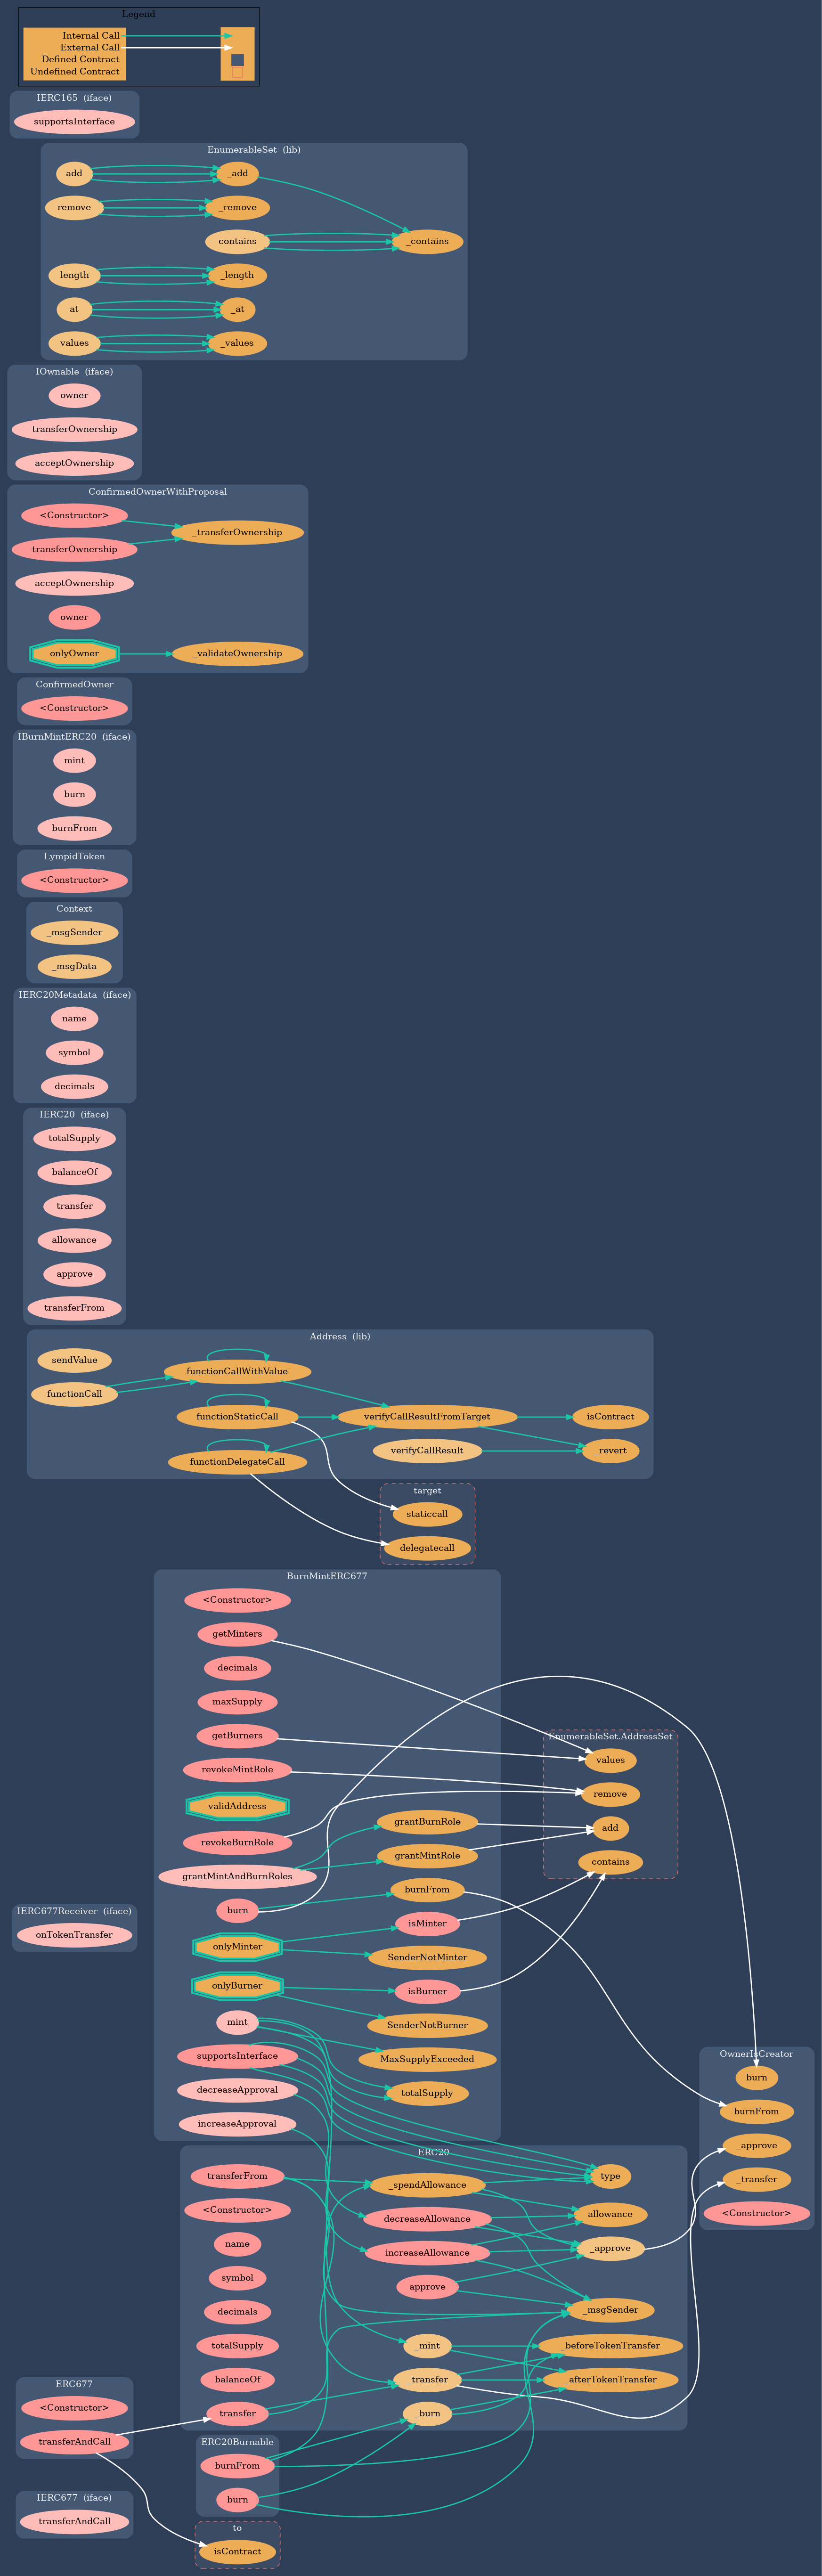 Legend
Internal Call
External Call
Defined Contract
Undefined Contract
IERC165 (iface)
supportsInterface
EnumerableSet (lib)
add
_add
remove
_remove
contains
_contains
length
_length
at
_at
values
_values
IOwnable (iface)
owner
transferOwnership
acceptOwnership
ConfirmedOwnerWithProposal
<Constructor>
_transferOwnership
transferOwnership
acceptOwnership
owner
onlyOwner
_validateOwnership
ConfirmedOwner
<Constructor>
IBurnMintERC20 (iface)
mint
burn
burnFrom
LympidToken
<Constructor>
Context
_msgSender
_msgData
IERC20Metadata (iface)
name
symbol
decimals
IERC20 (iface)
totalSupply
balanceOf
transfer
allowance
approve
transferFrom
Address (lib)
sendValue
functionCallWithValue
functionCall
functionStaticCall
verifyCallResultFromTarget
isContract
verifyCallResult
_revert
functionDelegateCall
target
staticcall
delegatecall
BurnMintERC677
<Constructor>
getMinters
decimals
maxSupply
getBurners
revokeMintRole
validAddress
revokeBurnRole
grantMintAndBurnRoles
burn
onlyMinter
onlyBurner
mint
supportsInterface
decreaseApproval
increaseApproval
grantBurnRole
grantMintRole
burnFrom
isMinter
SenderNotMinter
isBurner
SenderNotBurner
MaxSupplyExceeded
totalSupply
EnumerableSet.AddressSet
values
remove
add
contains
IERC677Receiver (iface)
onTokenTransfer
OwnerIsCreator
burn
burnFrom
_approve
_transfer
<Constructor>
ERC20
transferFrom
<Constructor>
name
symbol
decimals
totalSupply
balanceOf
transfer
_spendAllowance
decreaseAllowance
increaseAllowance
approve
_mint
_transfer
_burn
type
allowance
_approve
_msgSender
_beforeTokenTransfer
_afterTokenTransfer
ERC677
<Constructor>
transferAndCall
ERC20Burnable
burnFrom
burn
IERC677 (iface)
transferAndCall
to
isContract